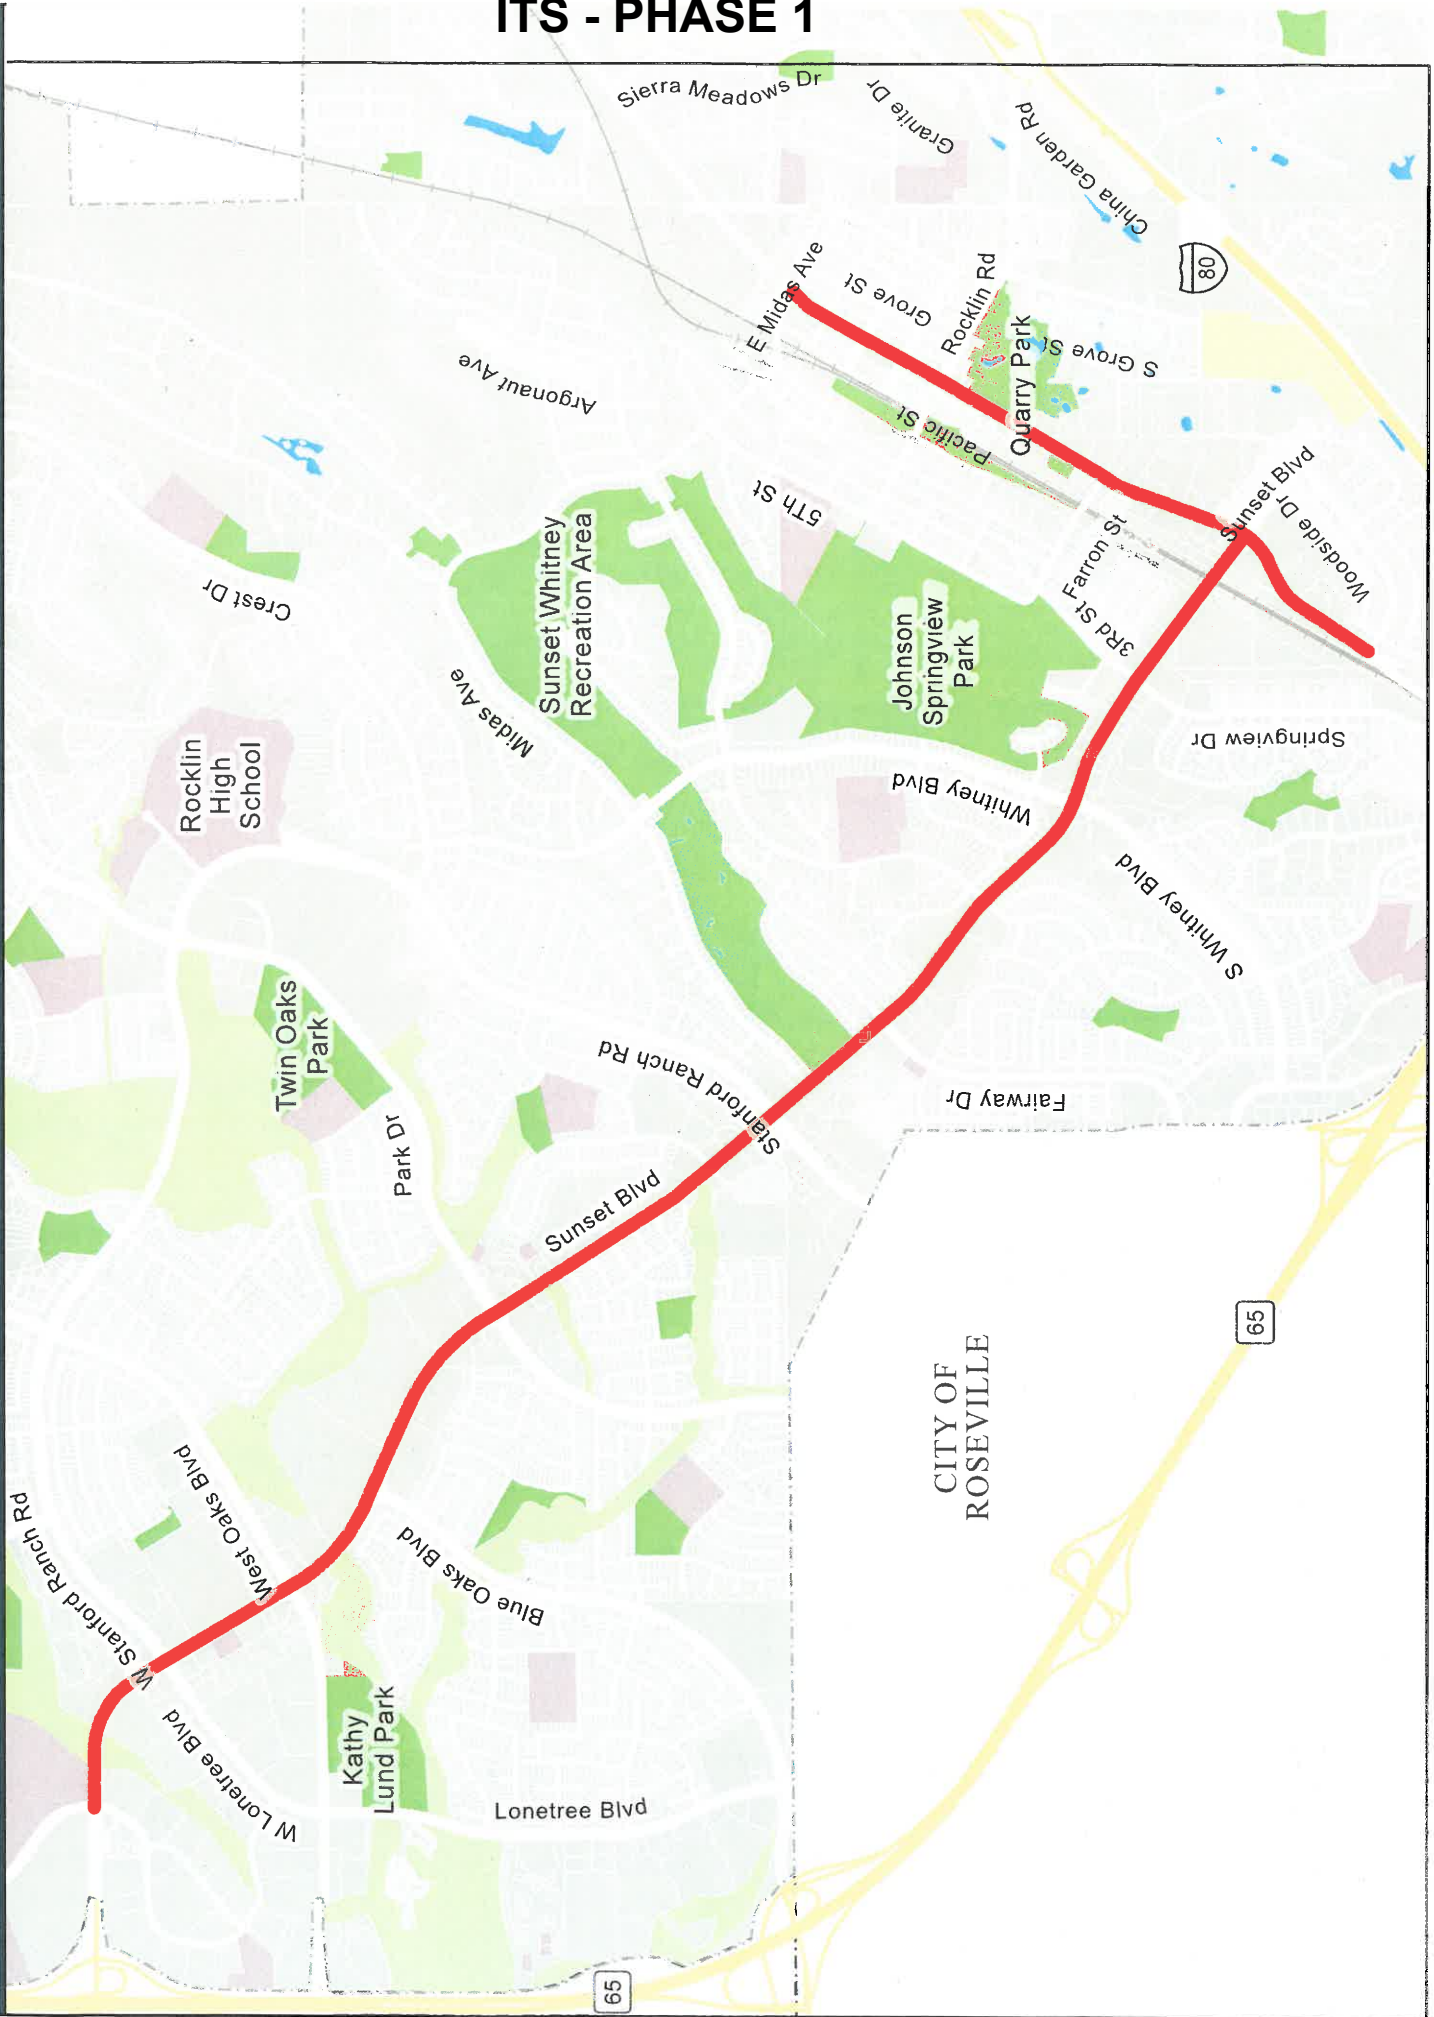 ITS - PHASE 1
Sierra Meadows Dr
Granite Dr
China Garden Rd
80
E Midas Ave
Grove St
Rocklin Rd
Quarry Park
S Grove St
Argonaut Ave
Pacific St
5Th St
Sunset Whitney
Recreation Area
Crest Dr
Farron St
Sunset Blvd
Woodside Dr
3Rd St
Johnson
Springview
Park
Midas Ave
Springview Dr
Rocklin
High
School
Whitney Blvd
S Whitney Blvd
Twin Oaks
Park
Stanford Ranch Rd
Fairway Dr
Park Dr
Sunset Blvd
65
CITY OF
ROSEVILLE
West Oaks Blvd
W Stanford Ranch Rd
Blue Oaks Blvd
W Lonetree Blvd
Kathy
Lund Park
Lonetree Blvd
65